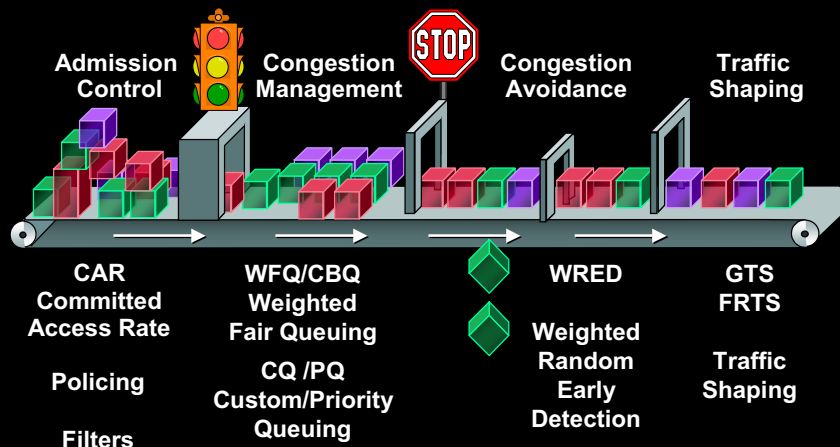 Admission
Control
Congestion
Management
STOP
Congestion
Avoidance
Traffic
Shaping
CAR
Committed
Access Rate
Policing
Filters
WFQ/CBQ
Weighted
Fair Queuing
CQ /PQ
Custom/Priority
Queuing
WRED
Weighted
Random
Early
Detection
GTS
FRTS
Traffic
Shaping